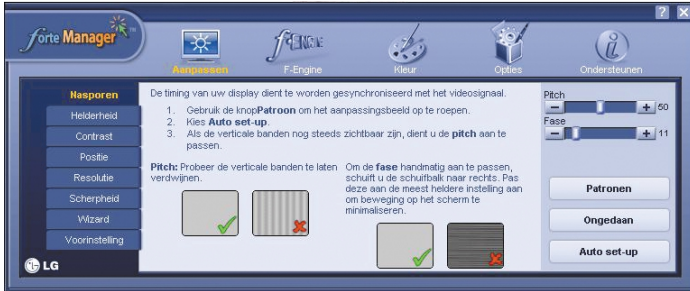 ? X
forte Manager™
f-ENGINE
Aanpassen F-Engine Kleur Opties Ondersteunen
Nasporen
Helderheid
Contrast
Positie
Resolutie
Scherpheid
Wizard
Voorinstelling
LG
De timing van uw display dient te worden gesynchroniseerd met het videosignaal.
1. Gebruik de knopPatroon om het aanpassingsbeeld op te roepen.
2. Kies Auto set-up.
3. Als de verticale banden nog steeds zichtbaar zijn, dient u de pitch aan te
passen.
Pitch: Probeer de verticale banden te laten
verdwijnen.
Om de fase handmatig aan te passen,
schuift u de schuifbalk naar rechts. Pas
deze aan de meest heldere instelling aan
om beweging op het scherm te
minimaliseren.
Pitch
- + 50
Fase
- + 11
Patronen
Ongedaan
Auto set-up